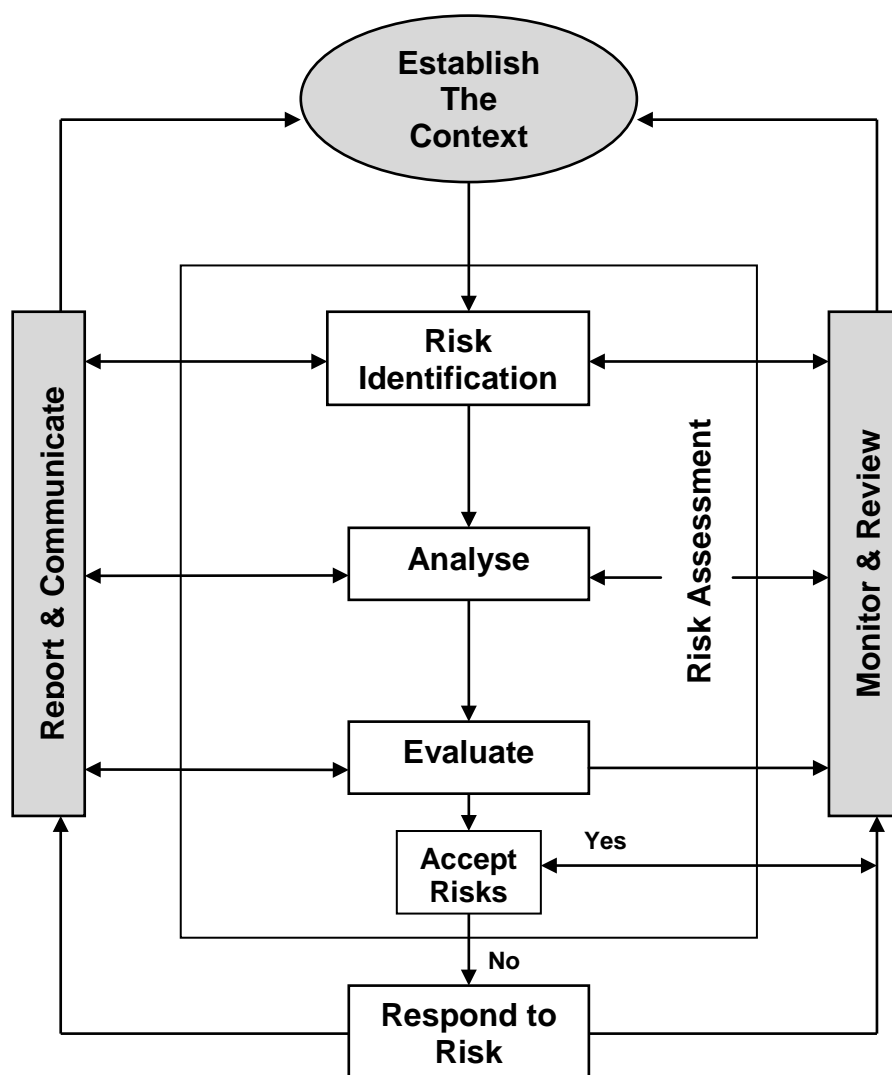 Establish
The
Context
Risk
Identification
Report & Communicate
Risk Assessment
Monitor & Review
Analyse
Evaluate
Accept
Risks
Yes
No
Respond to
Risk